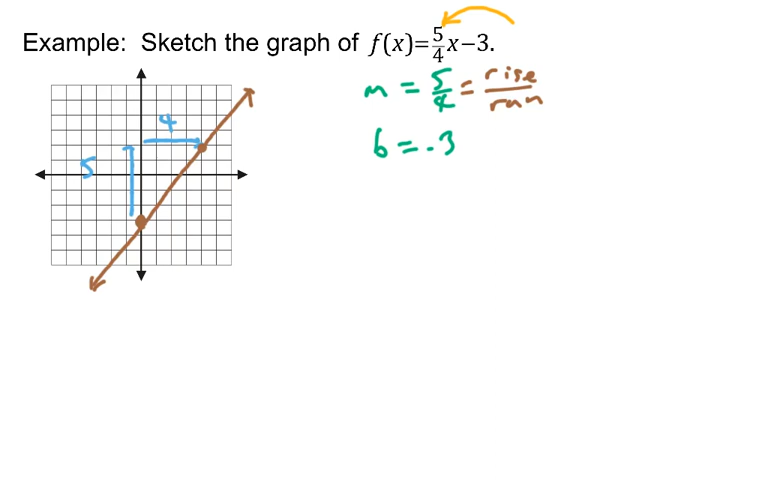 Example: Sketch the graph of f(x)=5/4x−3.
m = 5/4 = rise/run
4
b = -3
5